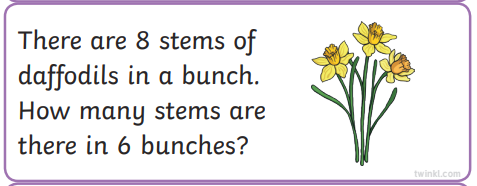 There are 8 stems of
daffodils in a bunch.
How many stems are
there in 6 bunches?
twinkl.com